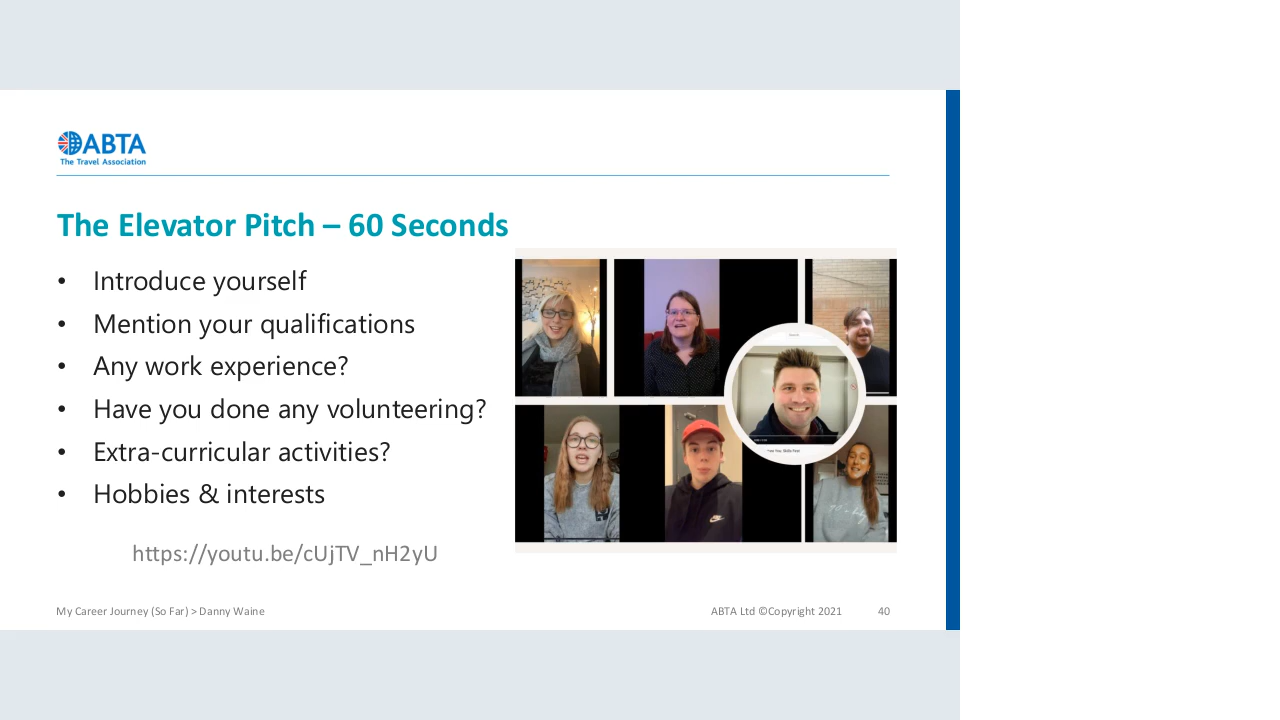 ABTA
The Travel Association
The Elevator Pitch – 60 Seconds
• Introduce yourself
• Mention your qualifications
• Any work experience?
• Have you done any volunteering?
• Extra-curricular activities?
• Hobbies & interests
https://youtu.be/cUjTV_nH2yU
My Career Journey (So Far) > Danny Waine
ABTA Ltd ©Copyright 2021
40